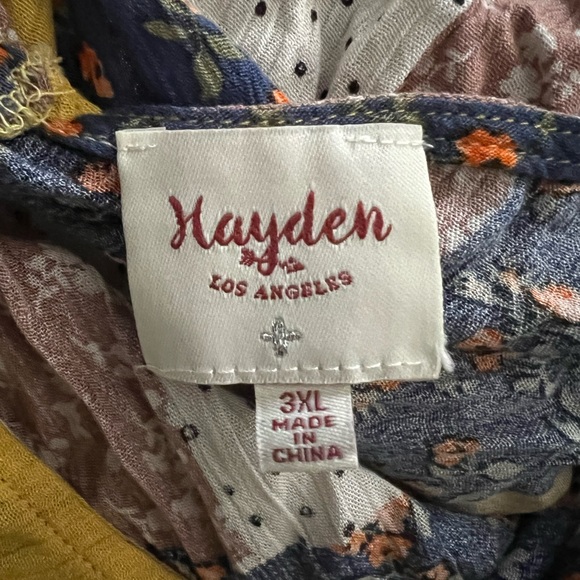 Hayden
LOS ANGELES
3XL
MADE
IN
CHINA